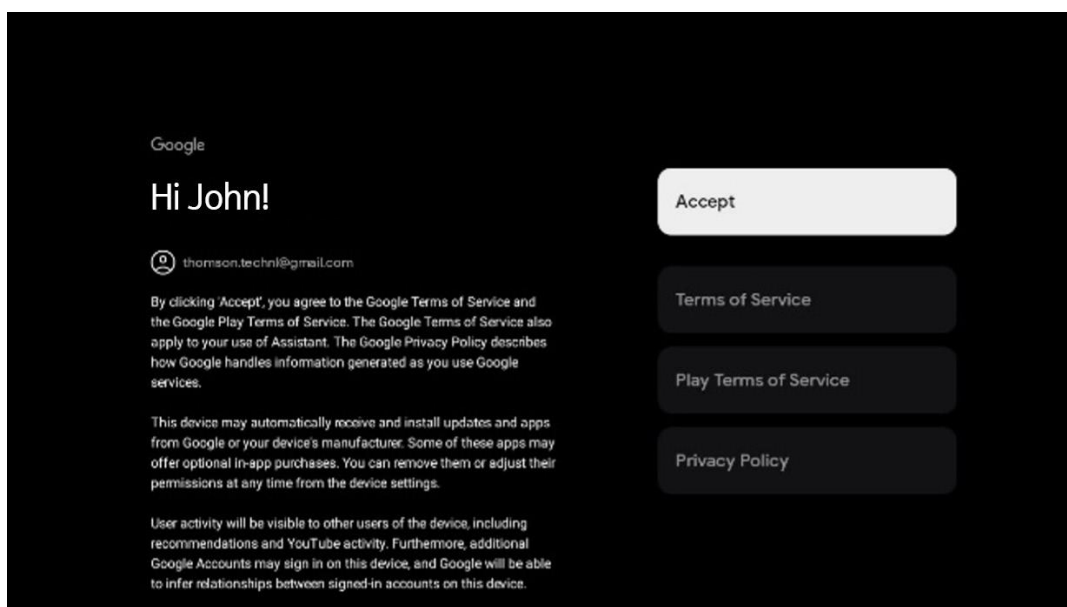 Google
Hi John!
thomson.technl@gmail.com
By clicking 'Accept', you agree to the Google Terms of Service and
the Google Play Terms of Service. The Google Terms of Service also
apply to your use of Assistant. The Google Privacy Policy describes
how Google handles information generated as you use Google
services.
This device may automatically receive and install updates and apps
from Google or your device's manufacturer. Some of these apps may
offer optional in-app purchases. You can remove them or adjust their
permissions at any time from the device settings.
User activity will be visible to other users of the device, including
recommendations and YouTube activity. Furthermore, additional
Google Accounts may sign in on this device, and Google will be able
to infer relationships between signed-in accounts on this device.
Accept
Terms of Service
Play Terms of Service
Privacy Policy